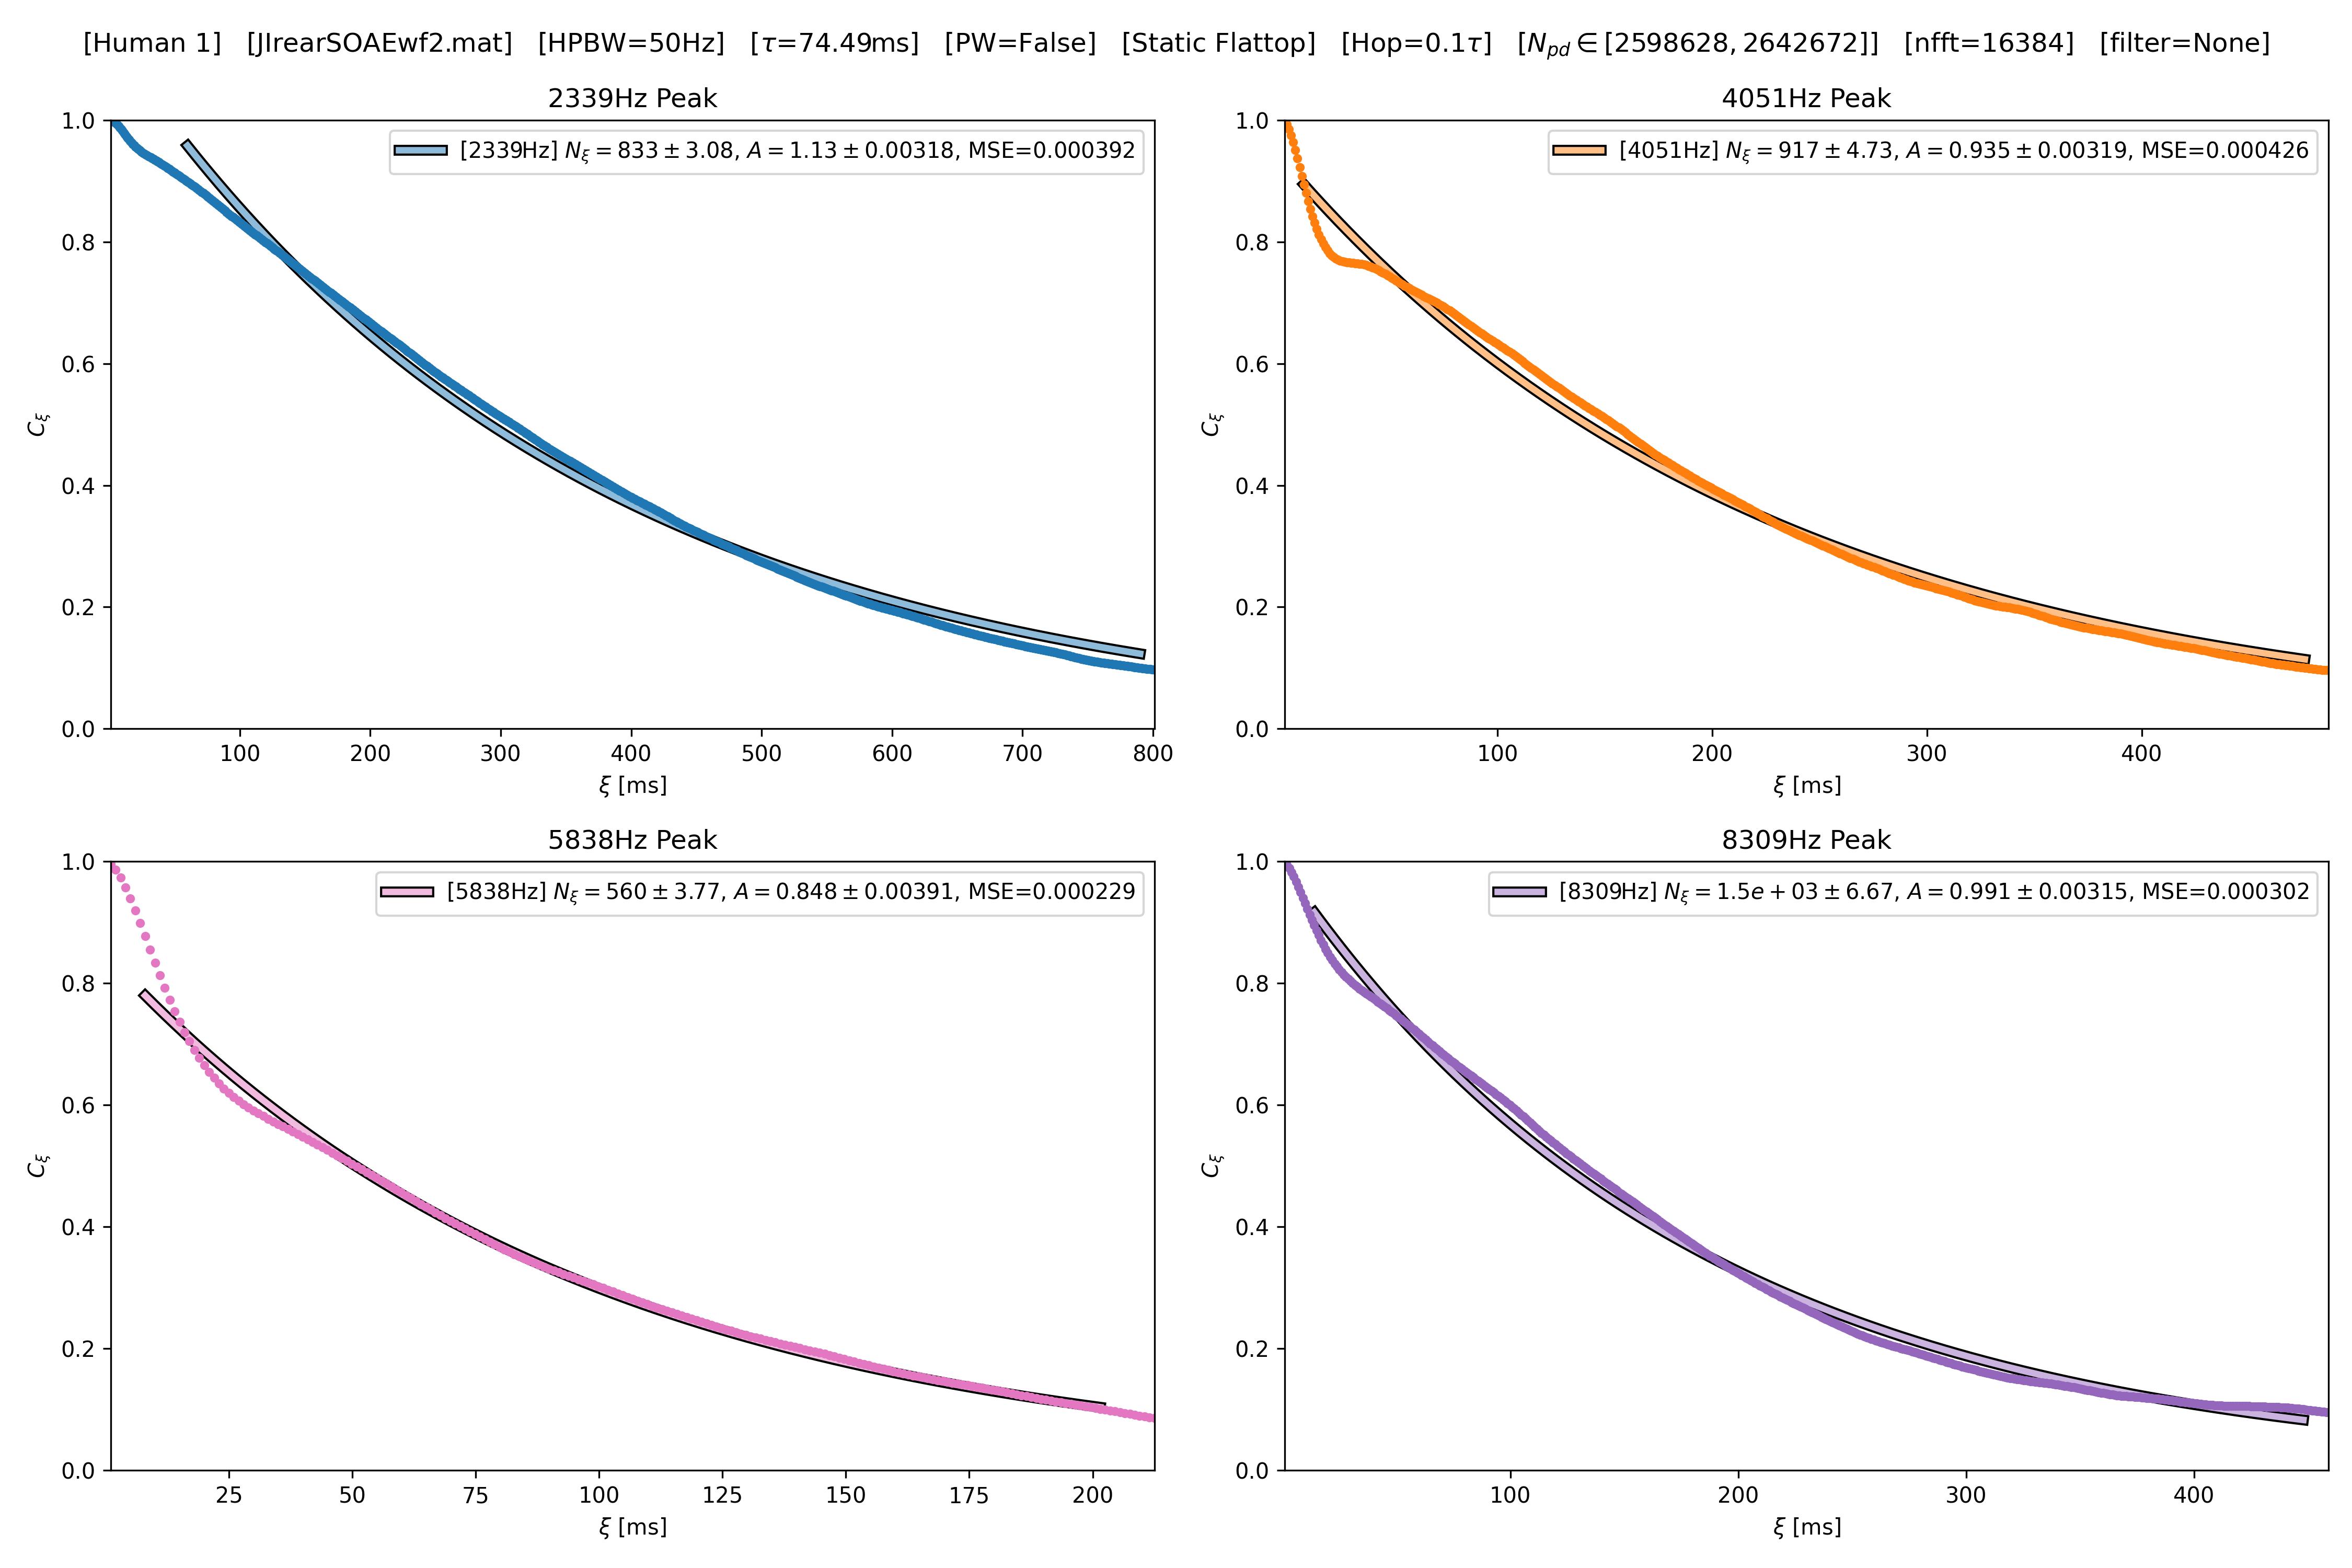 [Human 1] [JIrearSOAEwf2.mat] [HPBW=50Hz] [τ=74.49ms] [PW=False] [Static Flattop] [Hop=0.1τ] [N_pd ∈ [2598628, 2642672]] [nfft=16384] [filter=None]
2339Hz Peak
[2339Hz] N_ξ = 833 ± 3.08, A = 1.13 ± 0.00318, MSE=0.000392
1.0
0.8
0.6
0.4
0.2
0.0
C_ξ
100 200 300 400 500 600 700 800
ξ [ms]
4051Hz Peak
[4051Hz] N_ξ = 917 ± 4.73, A = 0.935 ± 0.00319, MSE=0.000426
1.0
0.8
0.6
0.4
0.2
0.0
C_ξ
100 200 300 400
ξ [ms]
5838Hz Peak
[5838Hz] N_ξ = 560 ± 3.77, A = 0.848 ± 0.00391, MSE=0.000229
1.0
0.8
0.6
0.4
0.2
0.0
C_ξ
25 50 75 100 125 150 175 200
ξ [ms]
8309Hz Peak
[8309Hz] N_ξ = 1.5e + 03 ± 6.67, A = 0.991 ± 0.00315, MSE=0.000302
1.0
0.8
0.6
0.4
0.2
0.0
C_ξ
100 200 300 400
ξ [ms]